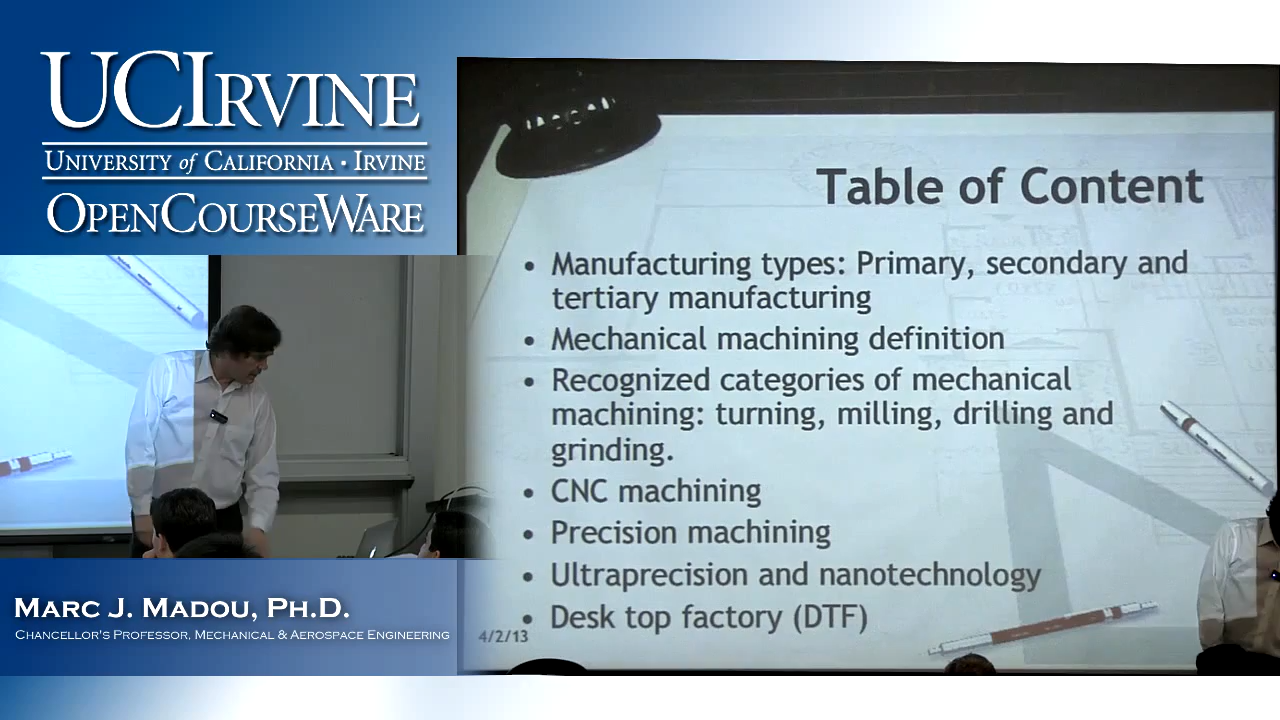 UCIRVINE
UNIVERSITY of CALIFORNIA · IRVINE
OPENCOURSEWARE
Table of Content
• Manufacturing types: Primary, secondary and
tertiary manufacturing
• Mechanical machining definition
• Recognized categories of mechanical
machining: turning, milling, drilling and
grinding.
• CNC machining
• Precision machining
• Ultraprecision and nanotechnology
• Desk top factory (DTF)
4/2/13
MARC J. MADOU, PH.D.
CHANCELLOR'S PROFESSOR, MECHANICAL & AEROSPACE ENGINEERING